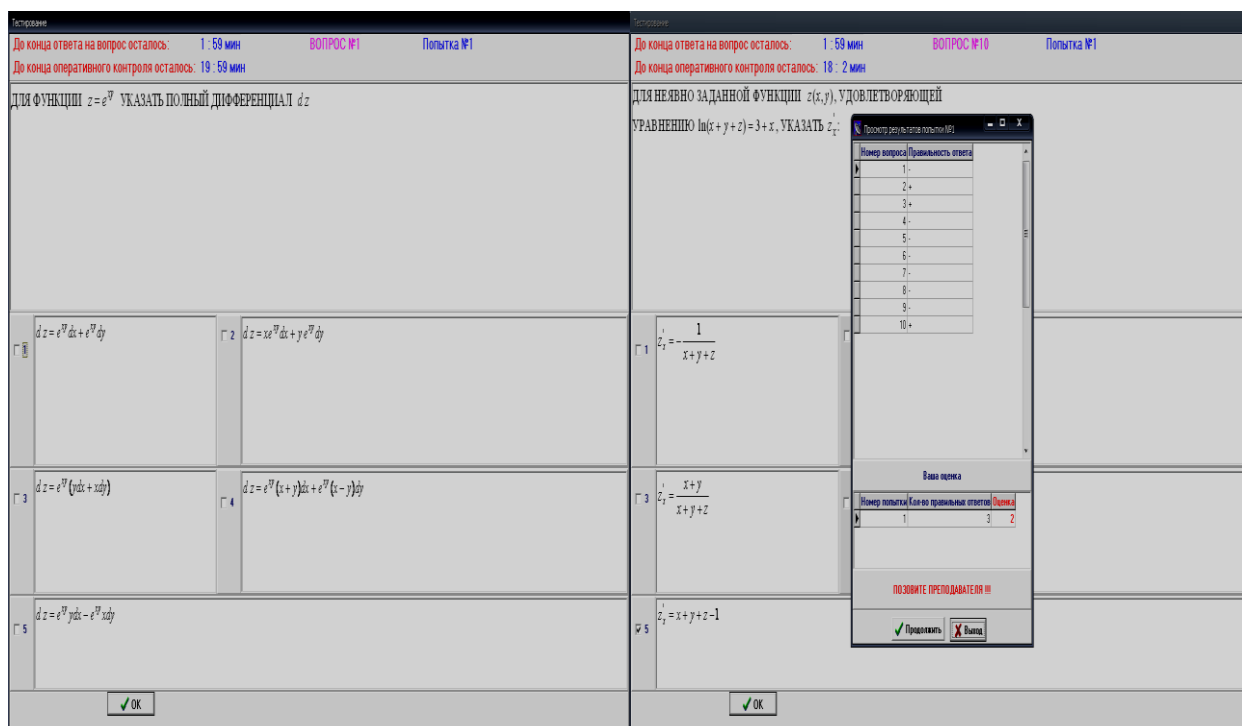 Тестирование
До конца ответа на вопрос осталось: 1 : 59 мин ВОПРОС №1 Попытка №1
До конца оперативного контроля осталось: 19 : 59 мин
ДЛЯ ФУНКЦИИ z = e^{xy} УКАЗАТЬ ПОЛНЫЙ ДИФФЕРЕНЦИАЛ dz
1 dz = e^{xy}dx + e^{xy}dy
2 dz = xe^{xy}dx + ye^{xy}dy
3 dz = e^{xy}(ydx + xdy)
4 dz = e^{xy}(x + y)dx + e^{xy}(x − y)dy
5 dz = e^{xy}ydx − e^{xy}xdy
OK
Тестирование
До конца ответа на вопрос осталось: 1 : 59 мин ВОПРОС №10 Попытка №1
До конца оперативного контроля осталось: 18 : 2 мин
ДЛЯ НЕЯВНО ЗАДАННОЙ ФУНКЦИИ z(x,y), УДОВЛЕТВОРЯЮЩЕЙ
УРАВНЕНИЮ ln(x + y + z) = 3 + x, УКАЗАТЬ z'_x:
1 z'_x = −1/(x + y + z)
3 z'_x = (x + y)/(x + y + z)
5 z'_x = x + y + z − 1
OK
Просмотр результатов попытки №1
Номер вопроса Правильность ответа
1 -
2 +
3 +
4 -
5 -
6 -
7 -
8 -
9 -
10 +
Ваша оценка
Номер попытки Кол-во правильных ответов Оценка
1 3 2
ПОЗОВИТЕ ПРЕПОДАВАТЕЛЯ !!!
Продолжить Выход